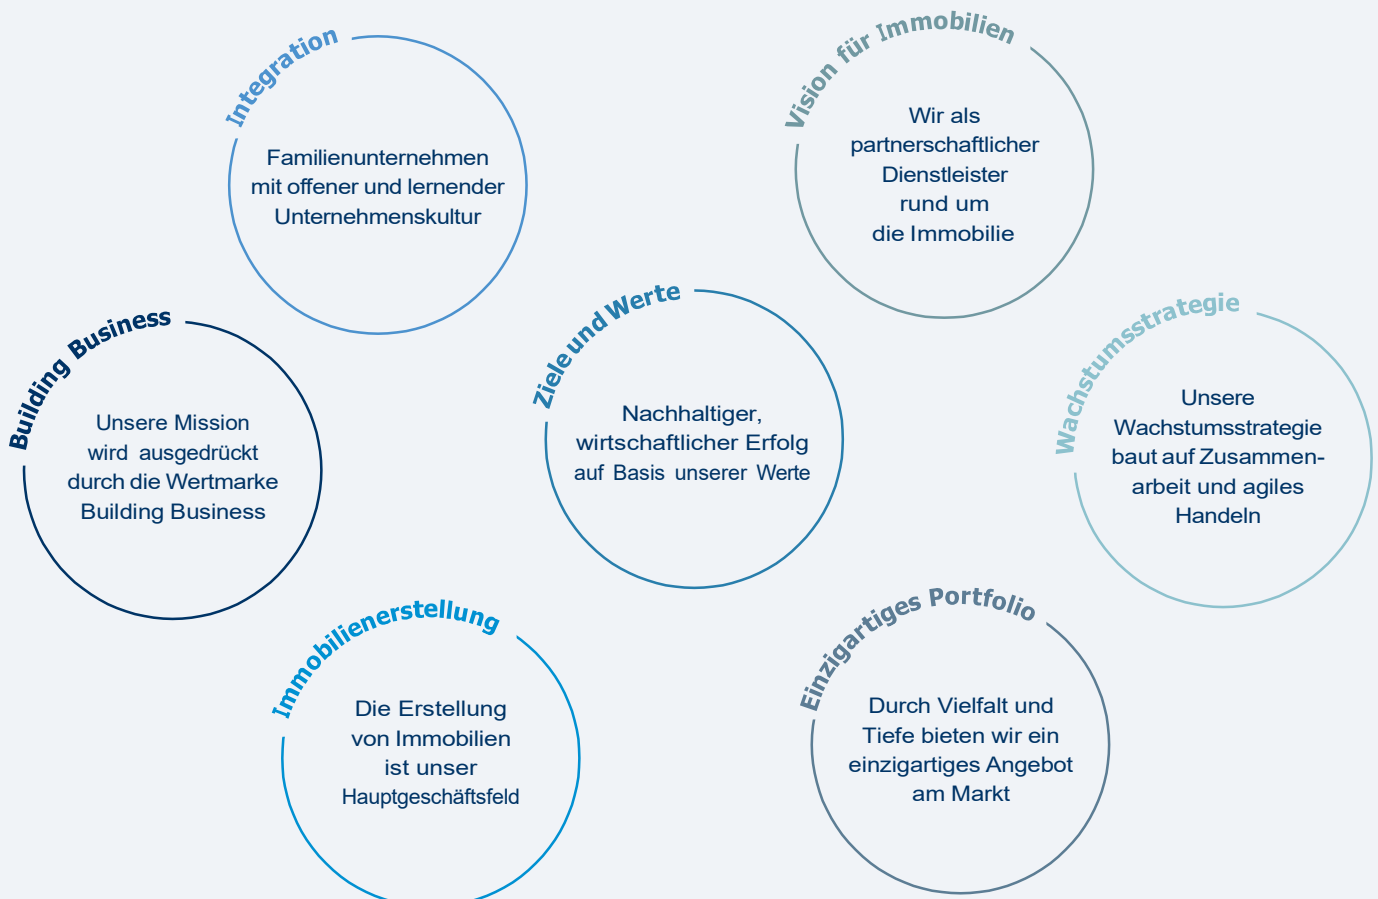 Integration
Familienunternehmen
mit offener und lernender
Unternehmenskultur
Vision für Immobilien
Wir als
partnerschaftlicher
Dienstleister
rund um
die Immobilie
Building Business
Unsere Mission
wird ausgedrückt
durch die Wertmarke
Building Business
Ziele und Werte
Nachhaltiger,
wirtschaftlicher Erfolg
auf Basis unserer Werte
Wachstumsstrategie
Unsere
Wachstumsstrategie
baut auf Zusammen-
arbeit und agiles
Handeln
Immobilienerstellung
Die Erstellung
von Immobilien
ist unser
Hauptgeschäftsfeld
Einzigartiges Portfolio
Durch Vielfalt und
Tiefe bieten wir ein
einzigartiges Angebot
am Markt